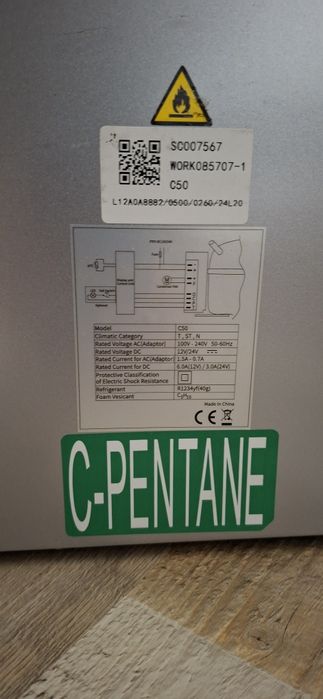 SC007567
WORK085707-1
C50
L12A0A8882/0500/0260/24L20
Model C50
Climatic Category T , ST , N
Rated Voltage AC(Adaptor) 100V - 240V 50-60Hz
Rated Voltage DC 12V/24V
Rated Current for AC(Adaptor) 1.5A - 0.7A
Rated Current for DC 6.0A(12V) / 3.0A(24V)
Protective Classification
of Electric Shock Resistance
Refrigerant R1234yf(40g)
Foam Vesicant C₅H₁₀
Made in China
CE
C-PENTANE